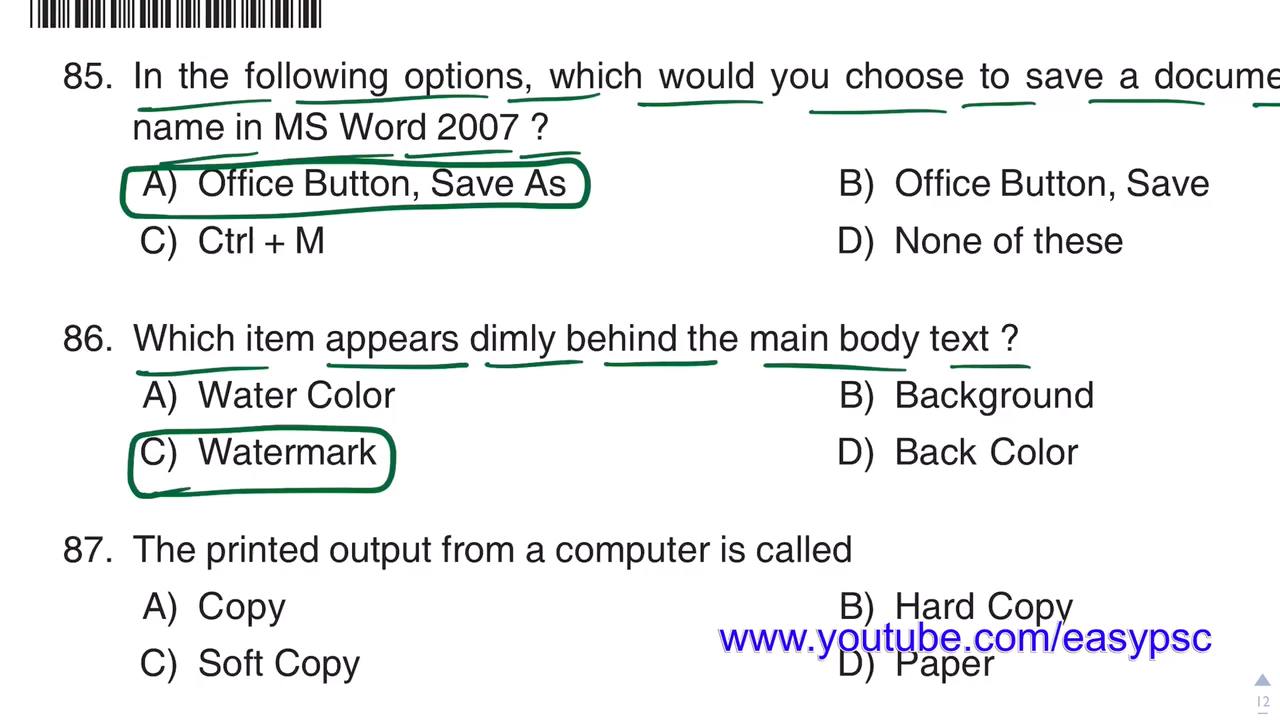 85. In the following options, which would you choose to save a docume
name in MS Word 2007 ?
A) Office Button, Save As B) Office Button, Save
C) Ctrl + M D) None of these
86. Which item appears dimly behind the main body text ?
A) Water Color B) Background
C) Watermark D) Back Color
87. The printed output from a computer is called
A) Copy B) Hard Copy
www.youtube.com/easypsc
C) Soft Copy D) Paper
12